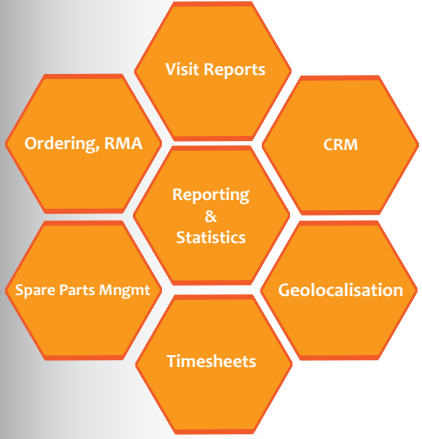 Visit Reports
Ordering, RMA
CRM
Reporting
&
Statistics
Spare Parts Mngmt
Geolocalisation
Timesheets